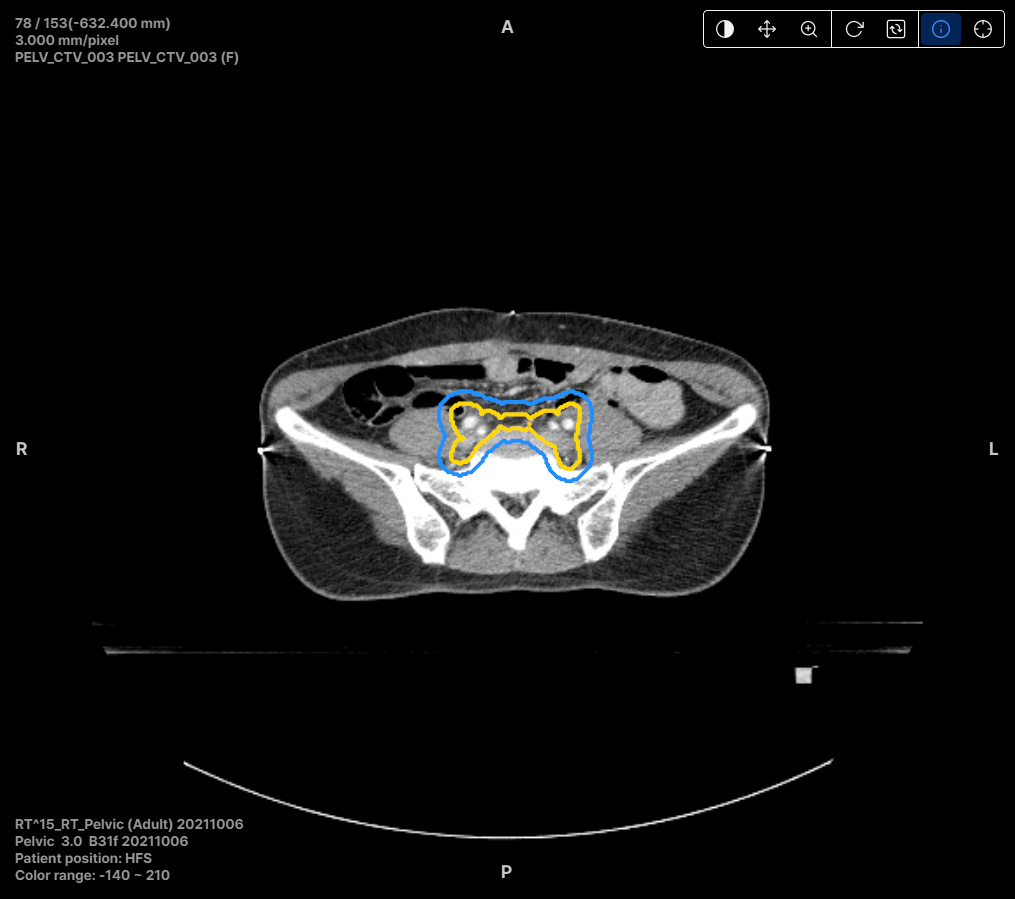 78 / 153(-632.400 mm)
3.000 mm/pixel
PELV_CTV_003 PELV_CTV_003 (F)
A
R
L
RT^15_RT_Pelvic (Adult) 20211006
Pelvic  3.0  B31f 20211006
Patient position: HFS
Color range: -140 ~ 210
P